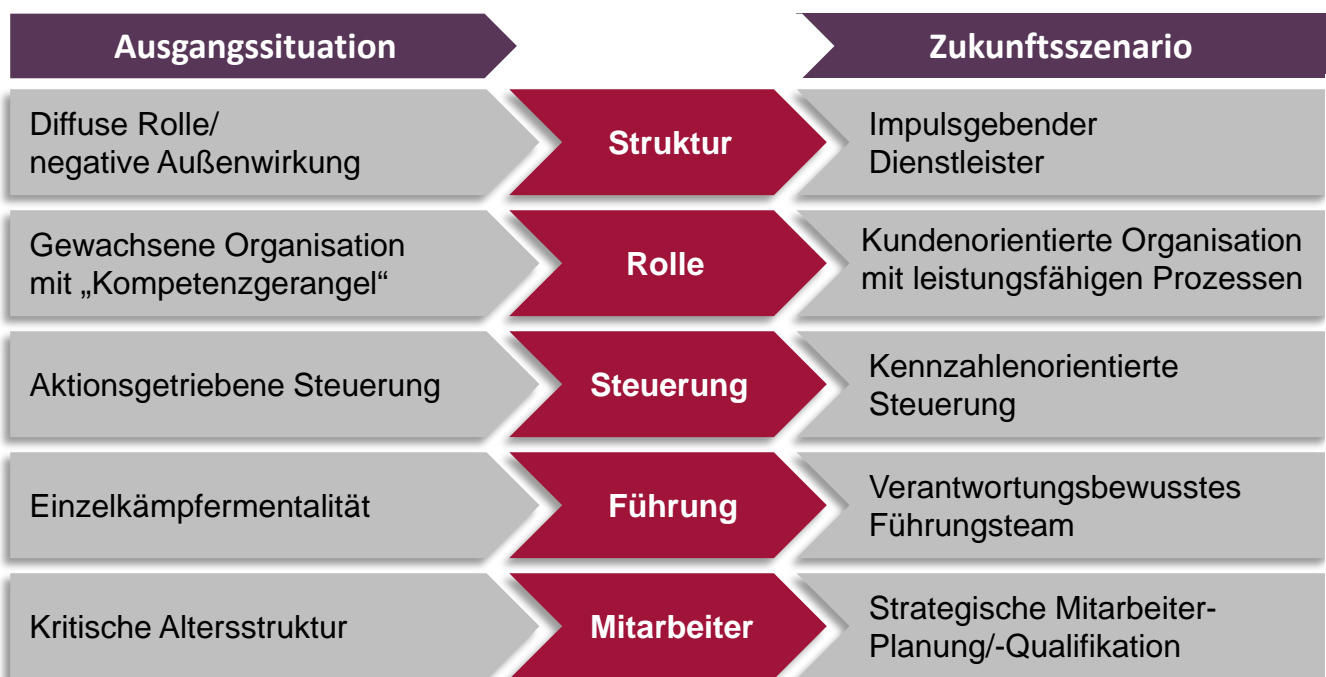 Ausgangssituation
Zukunftsszenario
Diffuse Rolle/
negative Außenwirkung
Struktur
Impulsgebender
Dienstleister
Gewachsene Organisation
mit „Kompetenzgerangel“
Rolle
Kundenorientierte Organisation
mit leistungsfähigen Prozessen
Aktionsgetriebene Steuerung
Steuerung
Kennzahlenorientierte
Steuerung
Einzelkämpfermentalität
Führung
Verantwortungsbewusstes
Führungsteam
Kritische Altersstruktur
Mitarbeiter
Strategische Mitarbeiter-
Planung/-Qualifikation